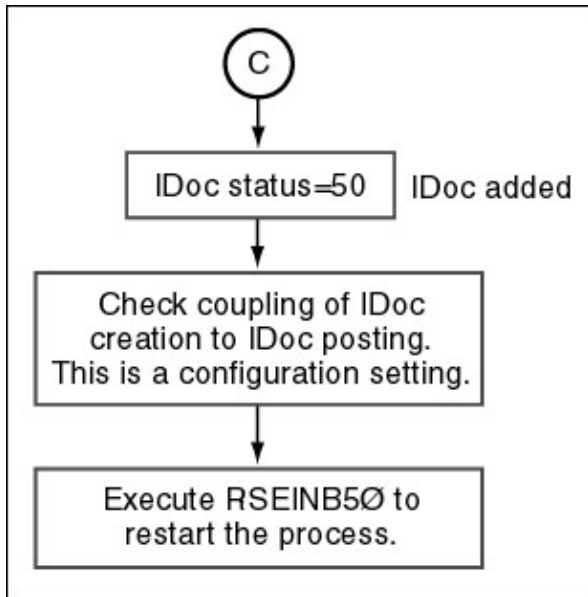 C
IDoc status=50 IDoc added
Check coupling of IDoc
creation to IDoc posting.
This is a configuration setting.
Execute RSEINB5Ø to
restart the process.